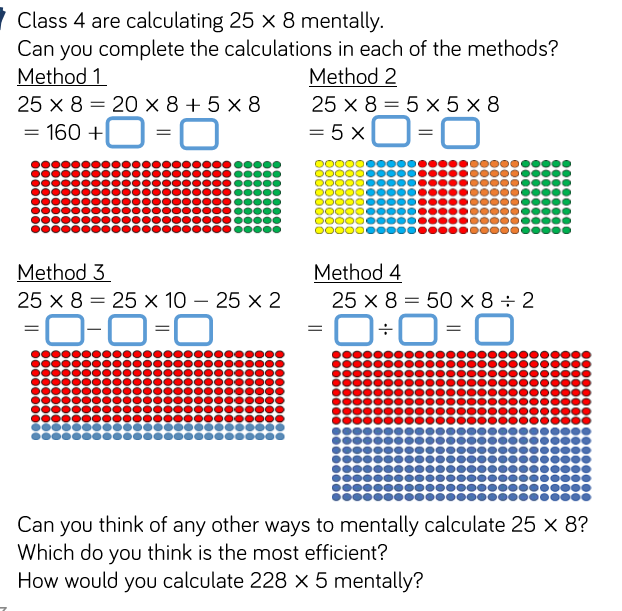 Class 4 are calculating 25 × 8 mentally.
Can you complete the calculations in each of the methods?
Method 1
25 × 8 = 20 × 8 + 5 × 8
= 160 + □ = □
Method 2
25 × 8 = 5 × 5 × 8
= 5 × □ = □
Method 3
25 × 8 = 25 × 10 − 25 × 2
= □ − □ = □
Method 4
25 × 8 = 50 × 8 ÷ 2
= □ ÷ □ = □
Can you think of any other ways to mentally calculate 25 × 8?
Which do you think is the most efficient?
How would you calculate 228 × 5 mentally?